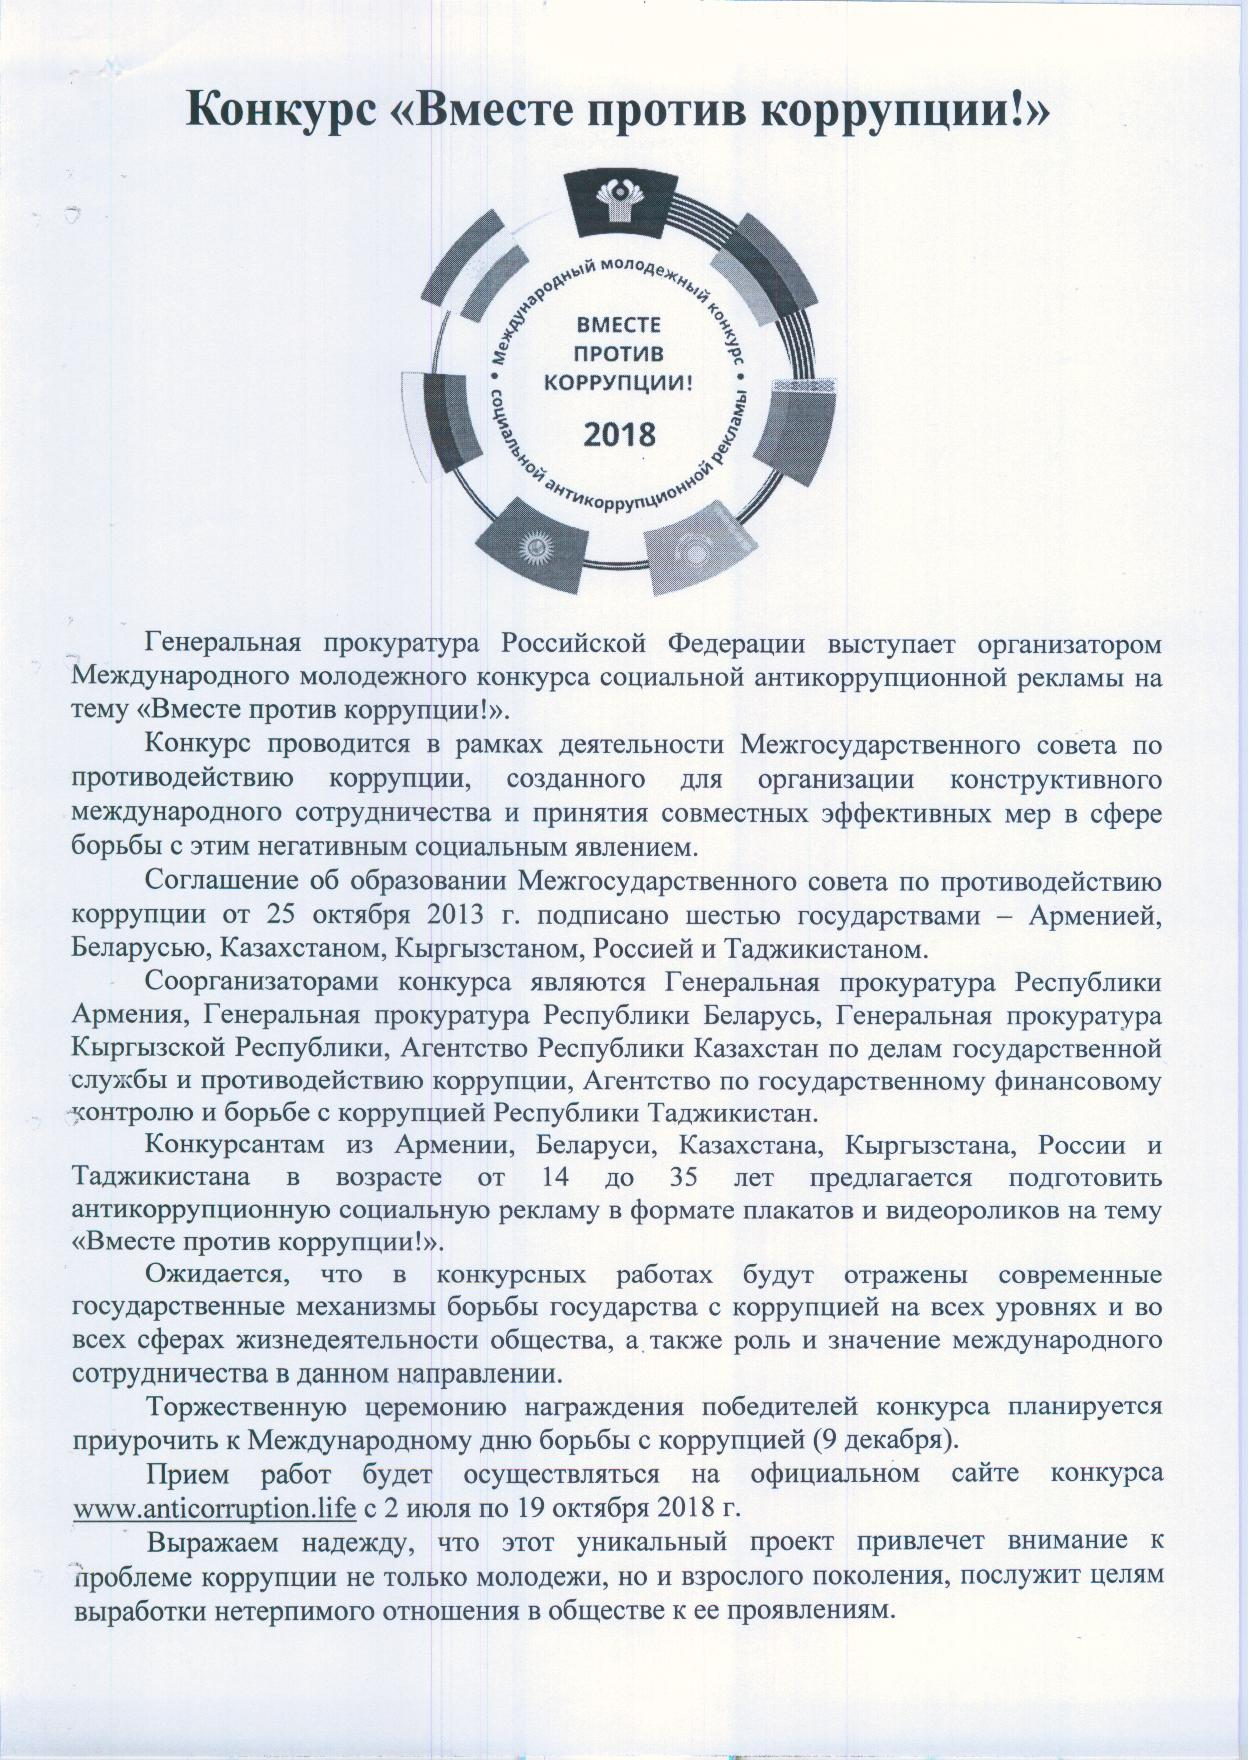 Конкурс «Вместе против коррупции!»
Международный молодежный конкурс
ВМЕСТЕ
ПРОТИВ
КОРРУПЦИИ!
2018
социальной антикоррупционной рекламы
Генеральная прокуратура Российской Федерации выступает организатором
Международного молодежного конкурса социальной антикоррупционной рекламы на
тему «Вместе против коррупции!».
Конкурс проводится в рамках деятельности Межгосударственного совета по
противодействию коррупции, созданного для организации конструктивного
международного сотрудничества и принятия совместных эффективных мер в сфере
борьбы с этим негативным социальным явлением.
Соглашение об образовании Межгосударственного совета по противодействию
коррупции от 25 октября 2013 г. подписано шестью государствами – Арменией,
Беларусью, Казахстаном, Кыргызстаном, Россией и Таджикистаном.
Соорганизаторами конкурса являются Генеральная прокуратура Республики
Армения, Генеральная прокуратура Республики Беларусь, Генеральная прокуратура
Кыргызской Республики, Агентство Республики Казахстан по делам государственной
службы и противодействию коррупции, Агентство по государственному финансовому
контролю и борьбе с коррупцией Республики Таджикистан.
Конкурсантам из Армении, Беларуси, Казахстана, Кыргызстана, России и
Таджикистана в возрасте от 14 до 35 лет предлагается подготовить
антикоррупционную социальную рекламу в формате плакатов и видеороликов на тему
«Вместе против коррупции!».
Ожидается, что в конкурсных работах будут отражены современные
государственные механизмы борьбы государства с коррупцией на всех уровнях и во
всех сферах жизнедеятельности общества, а также роль и значение международного
сотрудничества в данном направлении.
Торжественную церемонию награждения победителей конкурса планируется
приурочить к Международному дню борьбы с коррупцией (9 декабря).
Прием работ будет осуществляться на официальном сайте конкурса
www.anticorruption.life с 2 июля по 19 октября 2018 г.
Выражаем надежду, что этот уникальный проект привлечет внимание к
проблеме коррупции не только молодежи, но и взрослого поколения, послужит целям
выработки нетерпимого отношения в обществе к ее проявлениям.